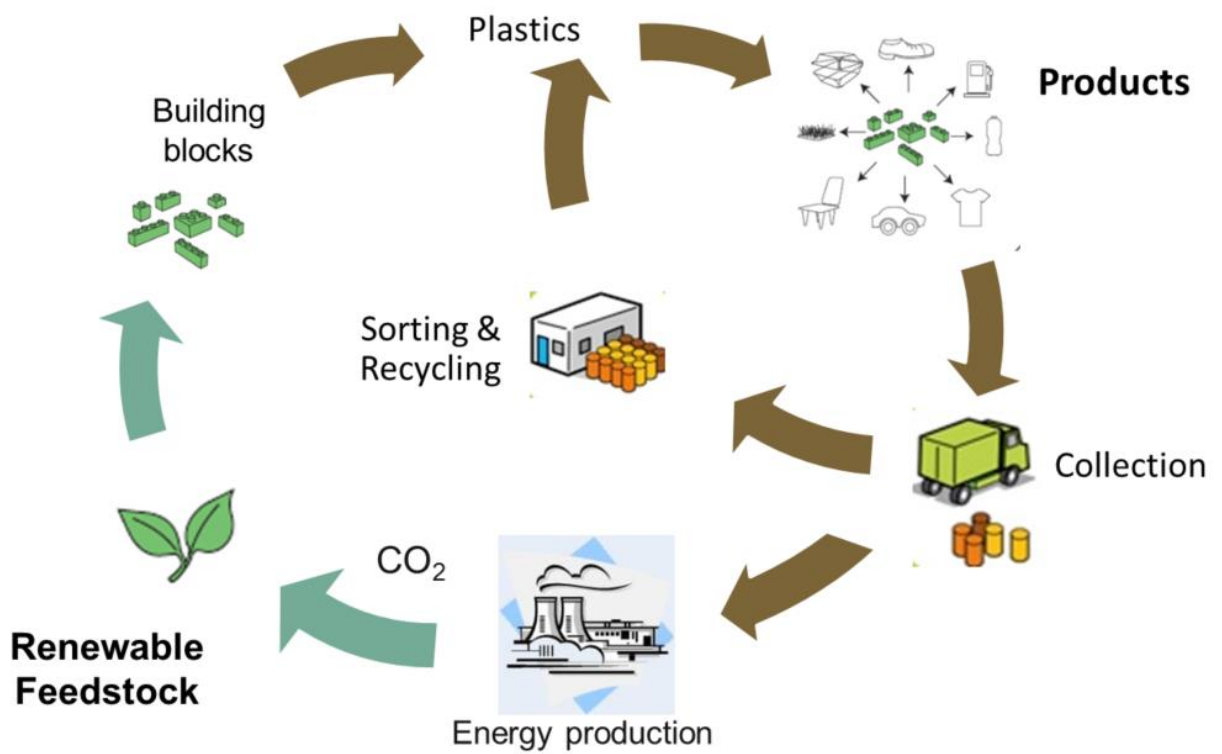 Plastics
Products
Building
blocks
Sorting &
Recycling
Collection
CO₂
Renewable
Feedstock
Energy production